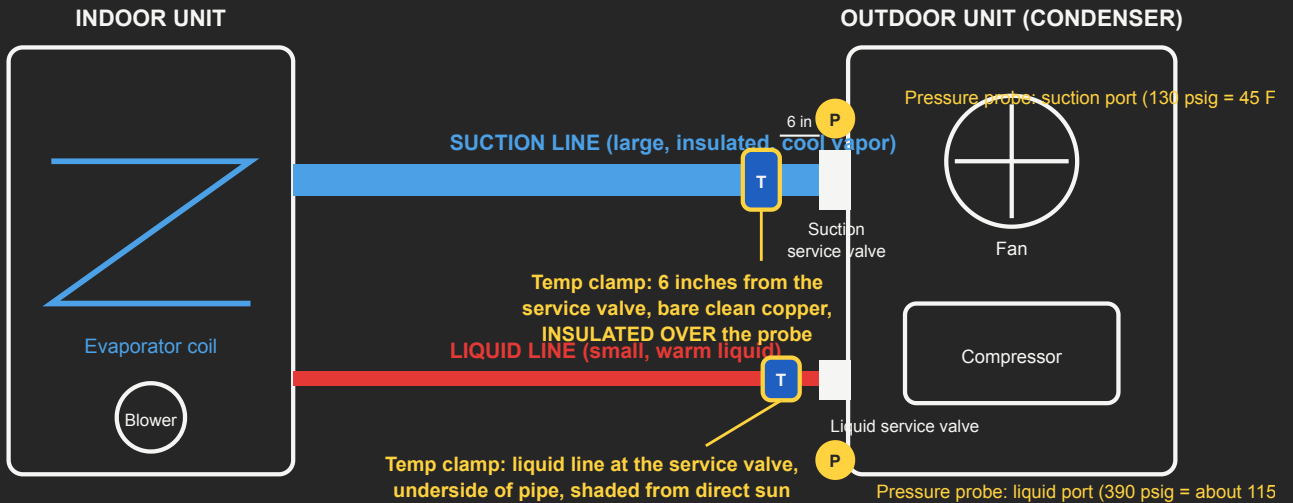 INDOOR UNIT
OUTDOOR UNIT (CONDENSER)
Pressure probe: suction port (130 psig = 45 F
6 in
P
SUCTION LINE (large, insulated, cool vapor)
T
Suction
service valve
Fan
Temp clamp: 6 inches from the
service valve, bare clean copper,
INSULATED OVER the probe
Evaporator coil
LIQUID LINE (small, warm liquid)
Compressor
T
Blower
Liquid service valve
P
Temp clamp: liquid line at the service valve,
underside of pipe, shaded from direct sun
Pressure probe: liquid port (390 psig = about 115